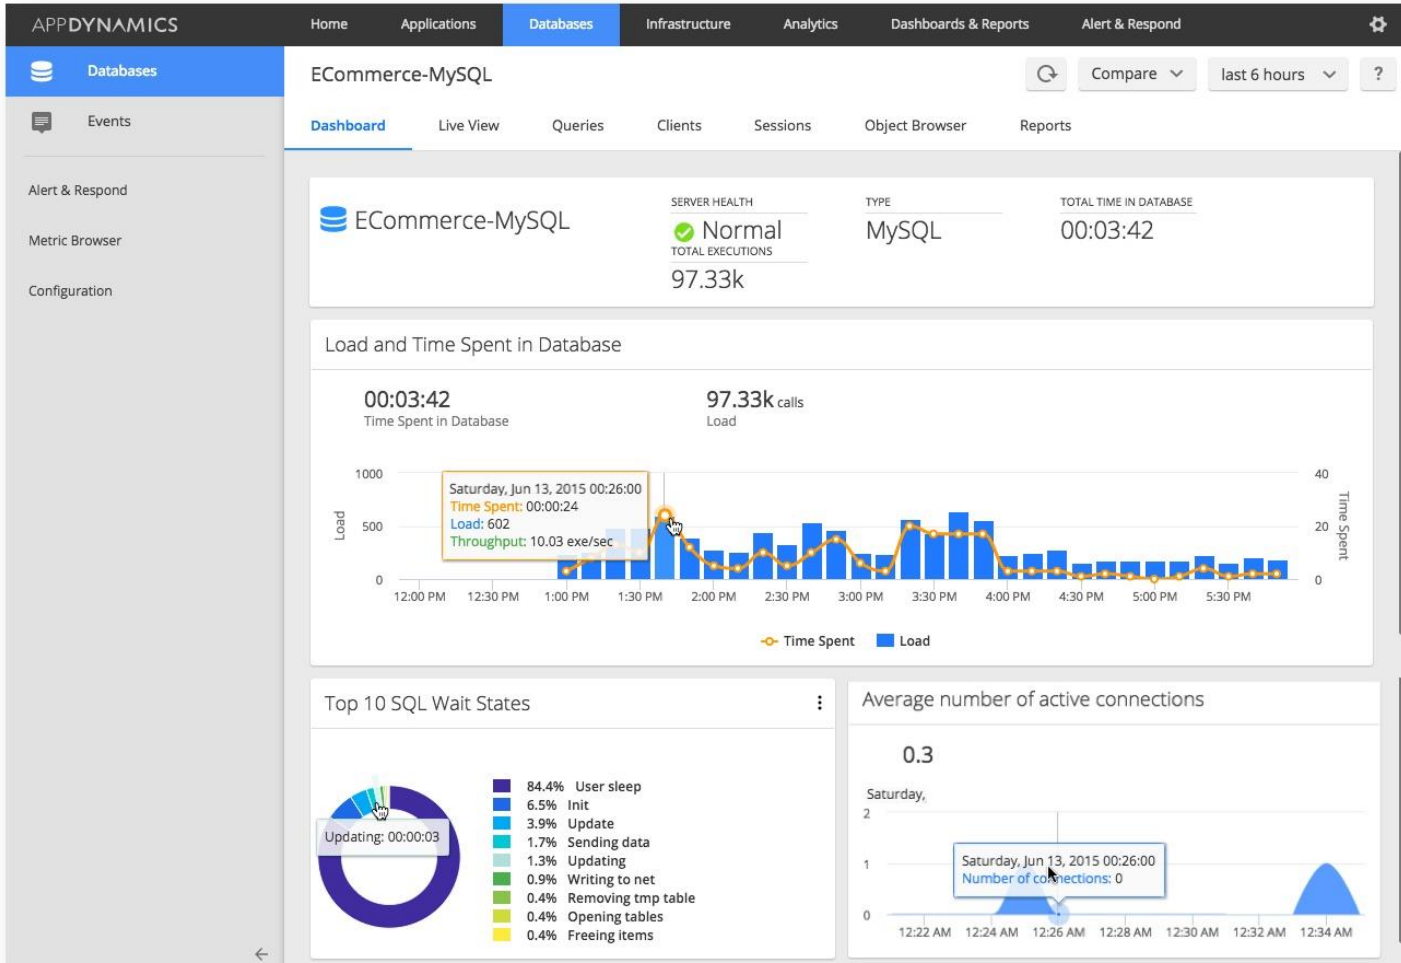 APPDYNAMICS
Home Applications Databases Infrastructure Analytics Dashboards & Reports Alert & Respond
Databases
Events
Alert & Respond
Metric Browser
Configuration
ECommerce-MySQL
Compare last 6 hours ?
Dashboard Live View Queries Clients Sessions Object Browser Reports
ECommerce-MySQL
SERVER HEALTH
Normal
TOTAL EXECUTIONS
97.33k
TYPE
MySQL
TOTAL TIME IN DATABASE
00:03:42
Load and Time Spent in Database
00:03:42
Time Spent in Database
97.33k calls
Load
1000
500
0
Load
Saturday, Jun 13, 2015 00:26:00
Time Spent: 00:00:24
Load: 602
Throughput: 10.03 exe/sec
40
20
0
Time Spent
12:00 PM 12:30 PM 1:00 PM 1:30 PM 2:00 PM 2:30 PM 3:00 PM 3:30 PM 4:00 PM 4:30 PM 5:00 PM 5:30 PM
Time Spent Load
Top 10 SQL Wait States
Updating: 00:00:03
84.4% User sleep
6.5% Init
3.9% Update
1.7% Sending data
1.3% Updating
0.9% Writing to net
0.4% Removing tmp table
0.4% Opening tables
0.4% Freeing items
Average number of active connections
0.3
Saturday,
2
1
0
Saturday, Jun 13, 2015 00:26:00
Number of connections: 0
12:22 AM 12:24 AM 12:26 AM 12:28 AM 12:30 AM 12:32 AM 12:34 AM